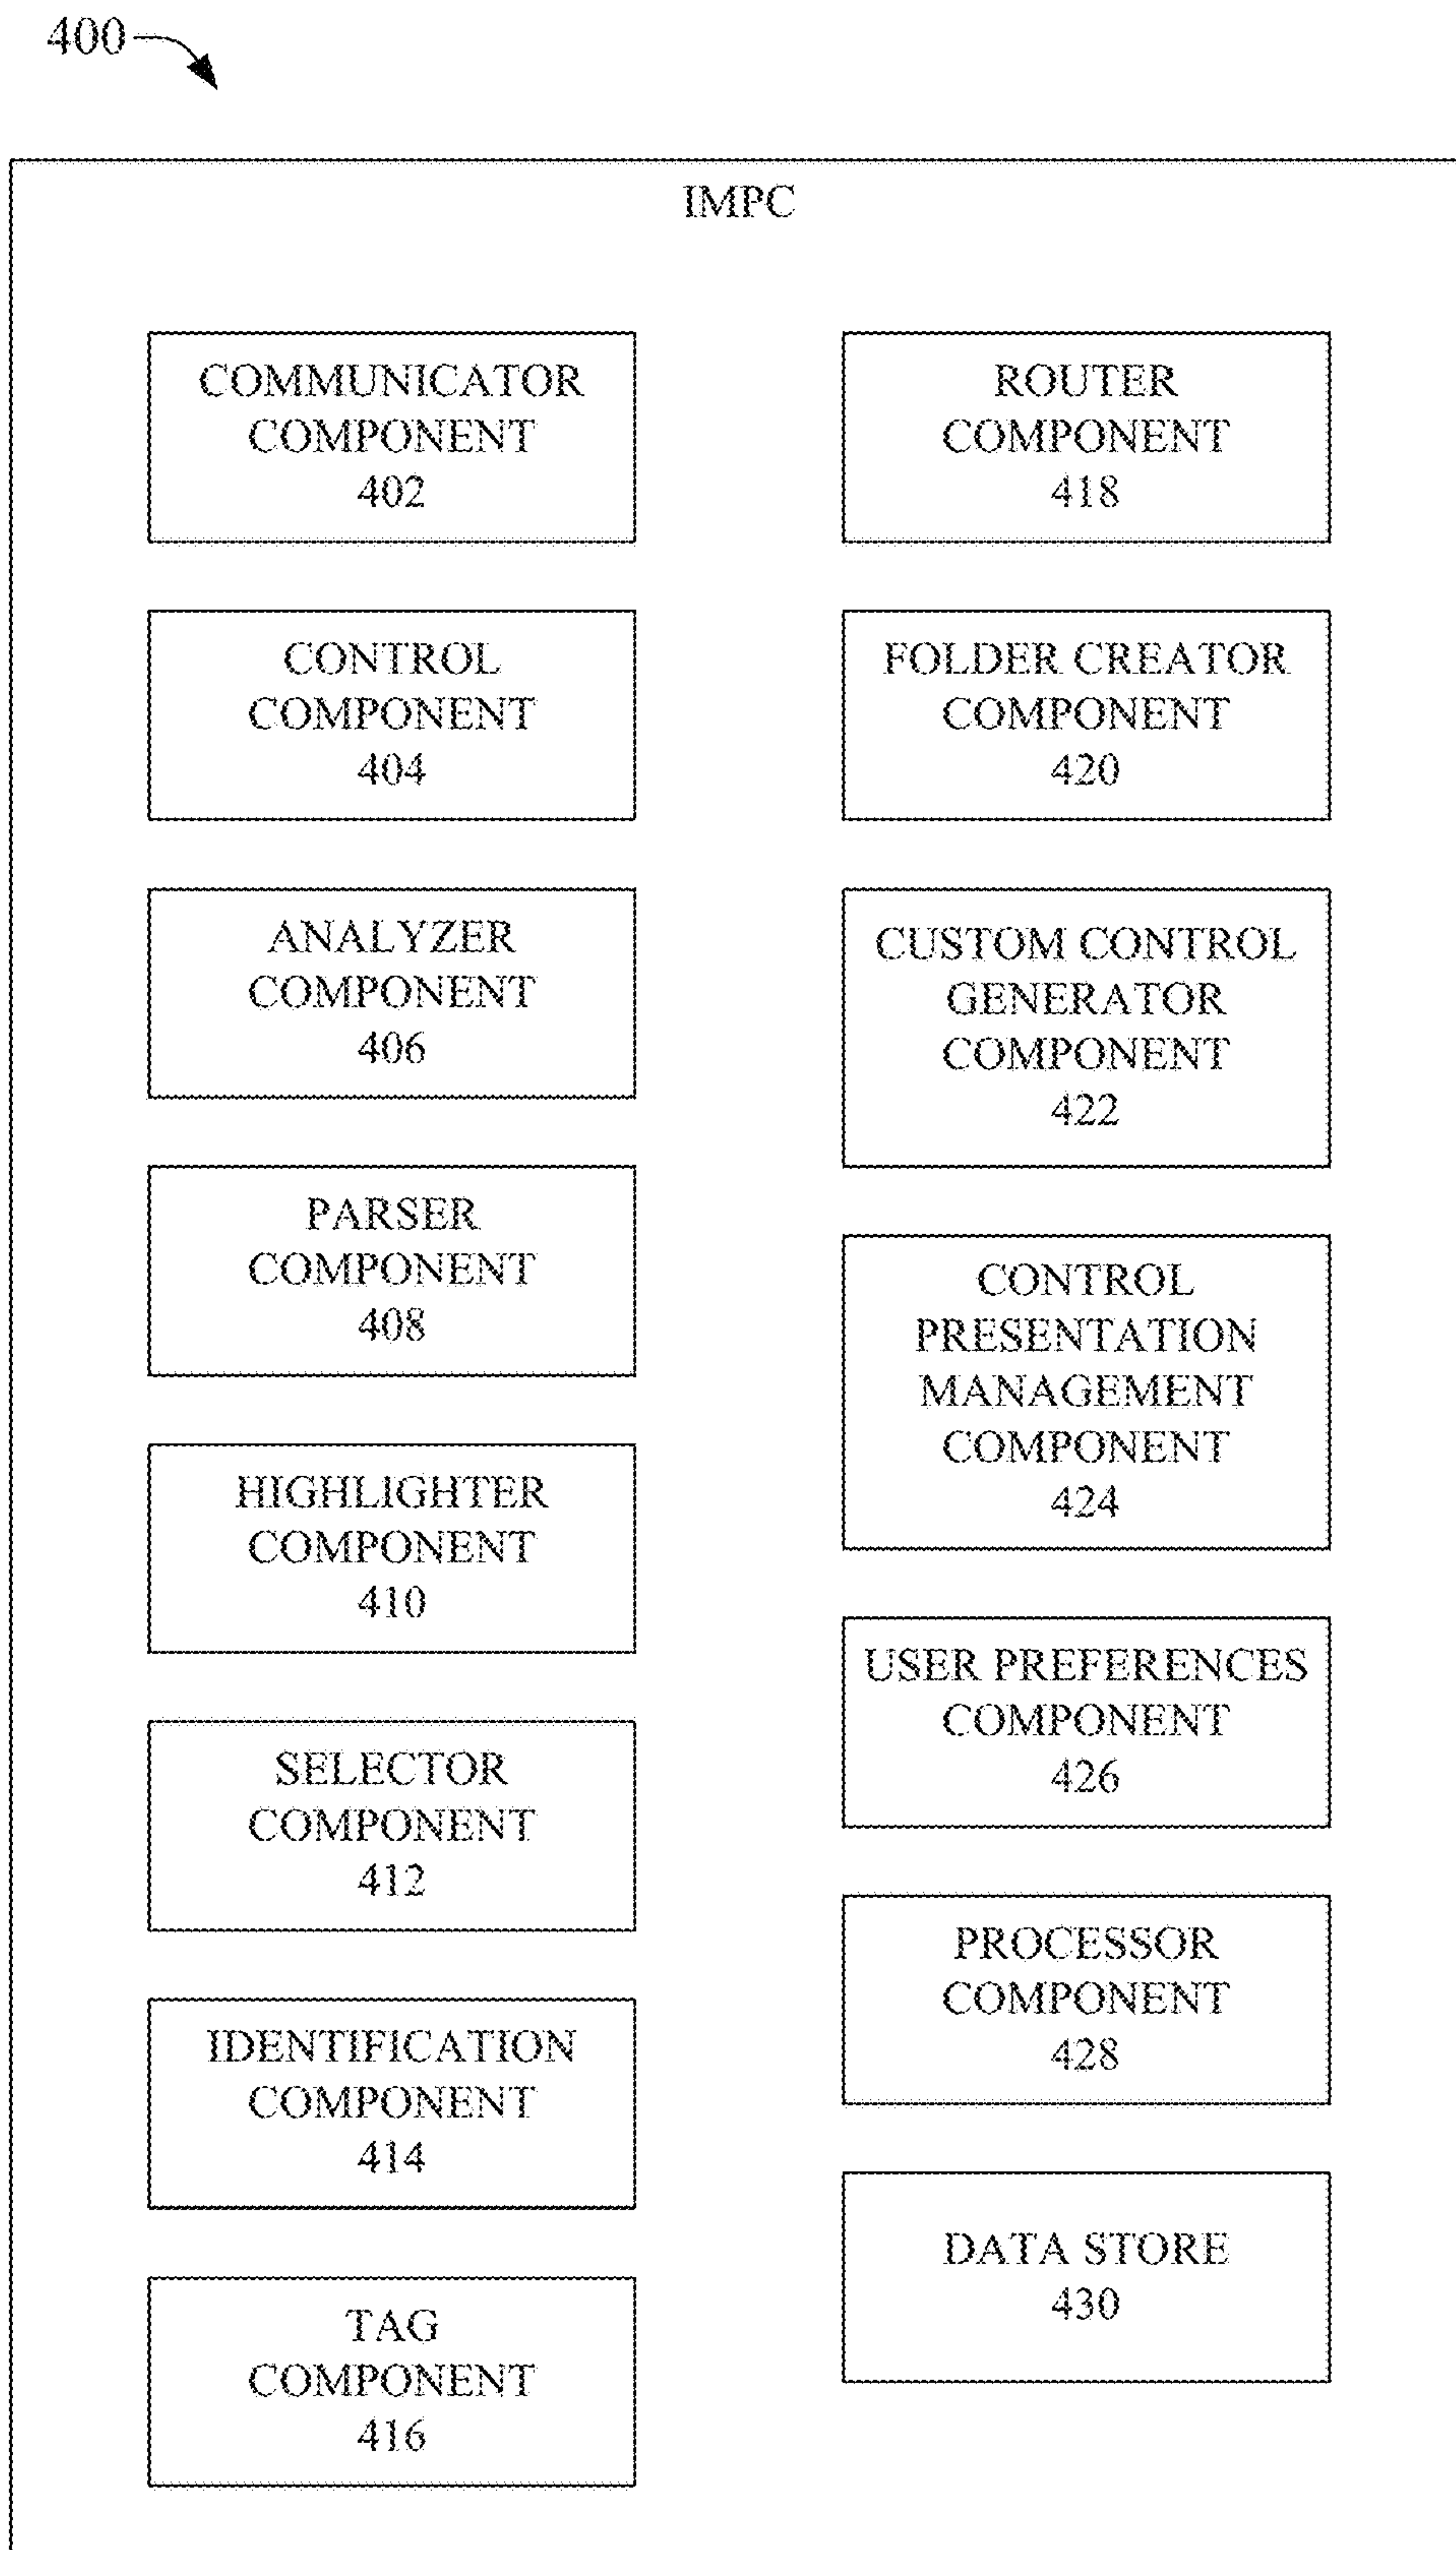 400
IMPC
COMMUNICATOR
COMPONENT
402
CONTROL
COMPONENT
404
ANALYZER
COMPONENT
406
PARSER
COMPONENT
408
HIGHLIGHTER
COMPONENT
410
SELECTOR
COMPONENT
412
IDENTIFICATION
COMPONENT
414
TAG
COMPONENT
416
ROUTER
COMPONENT
418
FOLDER CREATOR
COMPONENT
420
CUSTOM CONTROL
GENERATOR
COMPONENT
422
CONTROL
PRESENTATION
MANAGEMENT
COMPONENT
424
USER PREFERENCES
COMPONENT
426
PROCESSOR
COMPONENT
428
DATA STORE
430